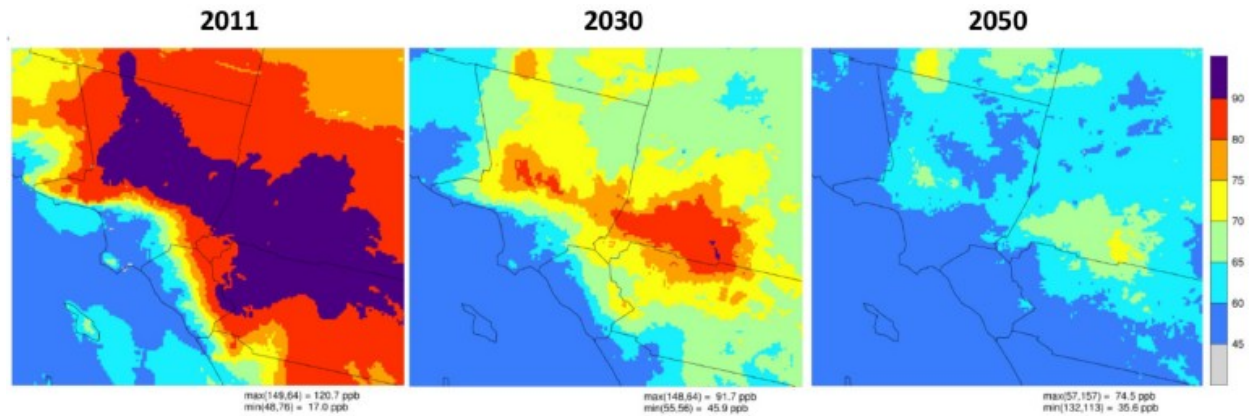 2011
2030
2050
90
80
75
70
65
60
45
max(149,64) = 120.7 ppb
min(48,76) = 17.0 ppb
max(148,64) = 91.7 ppb
min(55,56) = 45.9 ppb
max(57,157) = 74.5 ppb
min(132,113) = 35.6 ppb